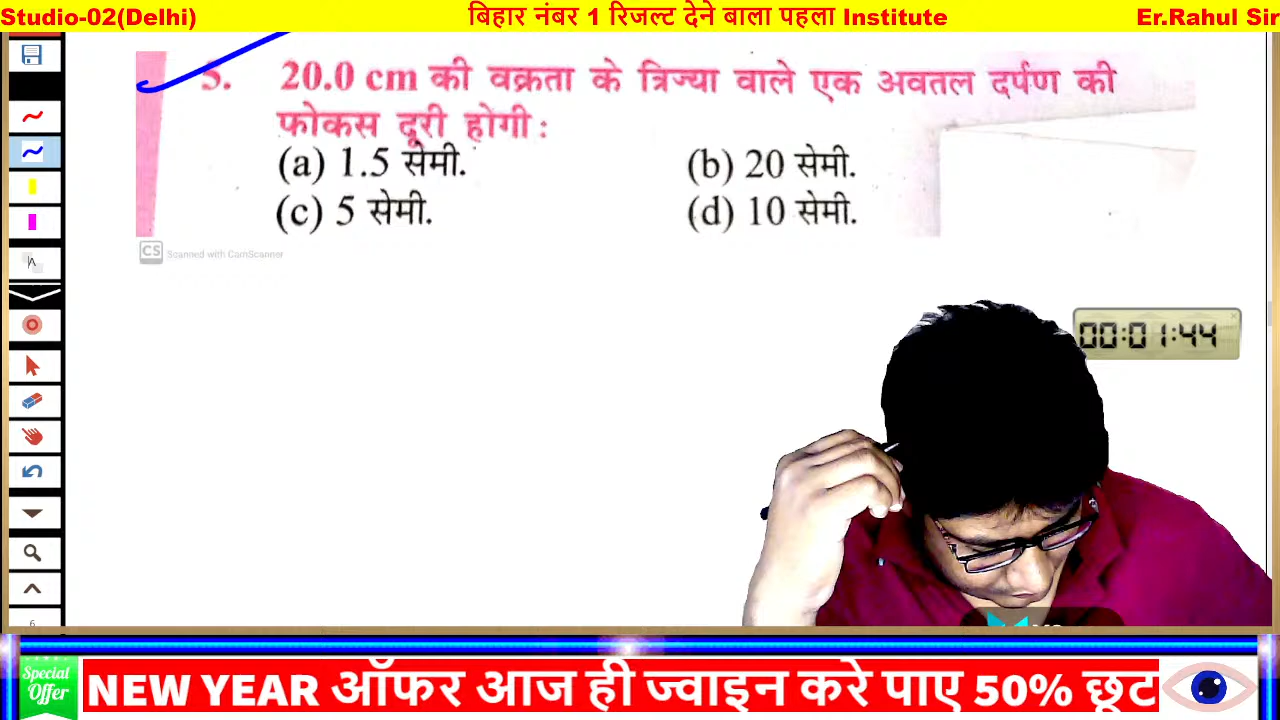 Studio-02(Delhi) बिहार नंबर 1 रिजल्ट देने बाला पहला Institute Er.Rahul Sir
5. 20.0 cm की वक्रता के त्रिज्या वाले एक अवतल दर्पण की
फोकस दूरी होगी :
(a) 1.5 सेमी. (b) 20 सेमी.
(c) 5 सेमी. (d) 10 सेमी.
CS Scanned with CamScanner
00:01:44
6
Special
Offer
NEW YEAR ऑफर आज ही ज्वाइन करे पाए 50% छूट